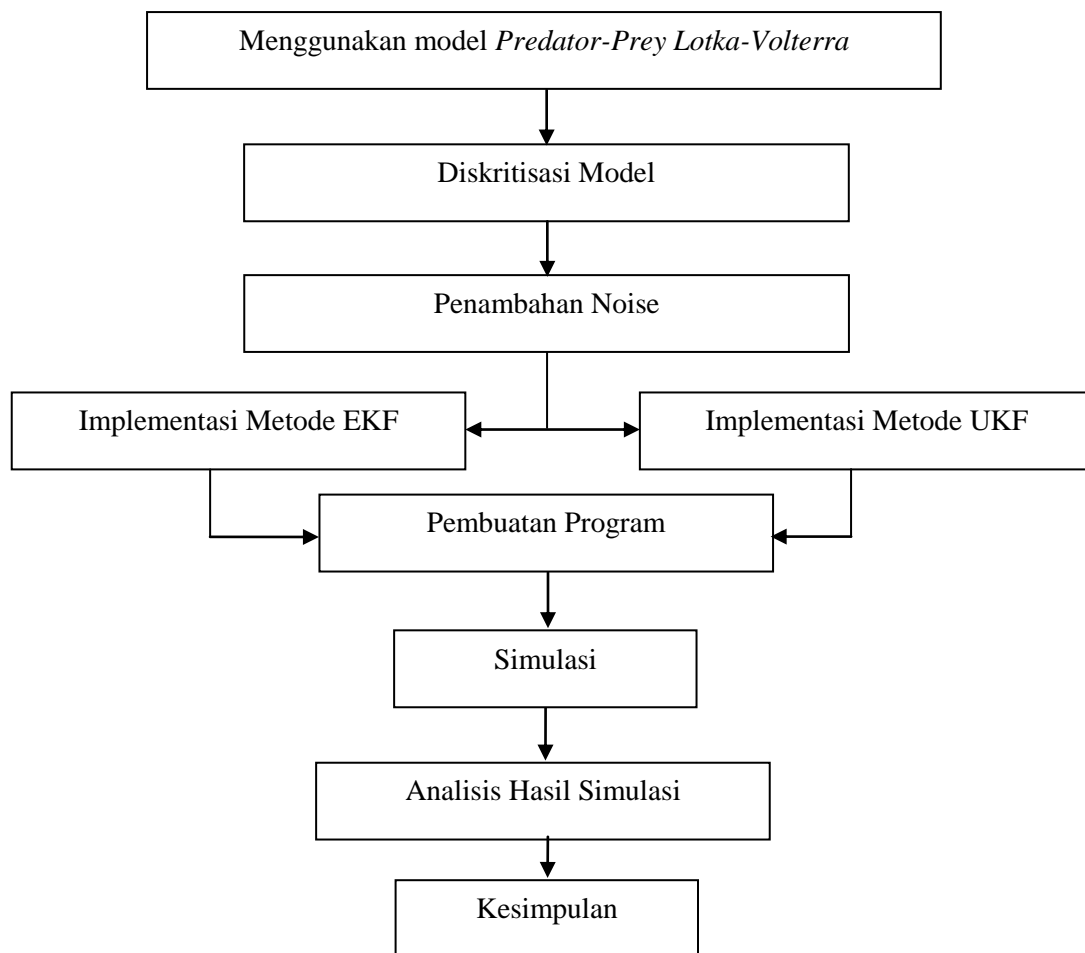 Menggunakan model Predator-Prey Lotka-Volterra
Diskritisasi Model
Penambahan Noise
Implementasi Metode EKF
Implementasi Metode UKF
Pembuatan Program
Simulasi
Analisis Hasil Simulasi
Kesimpulan